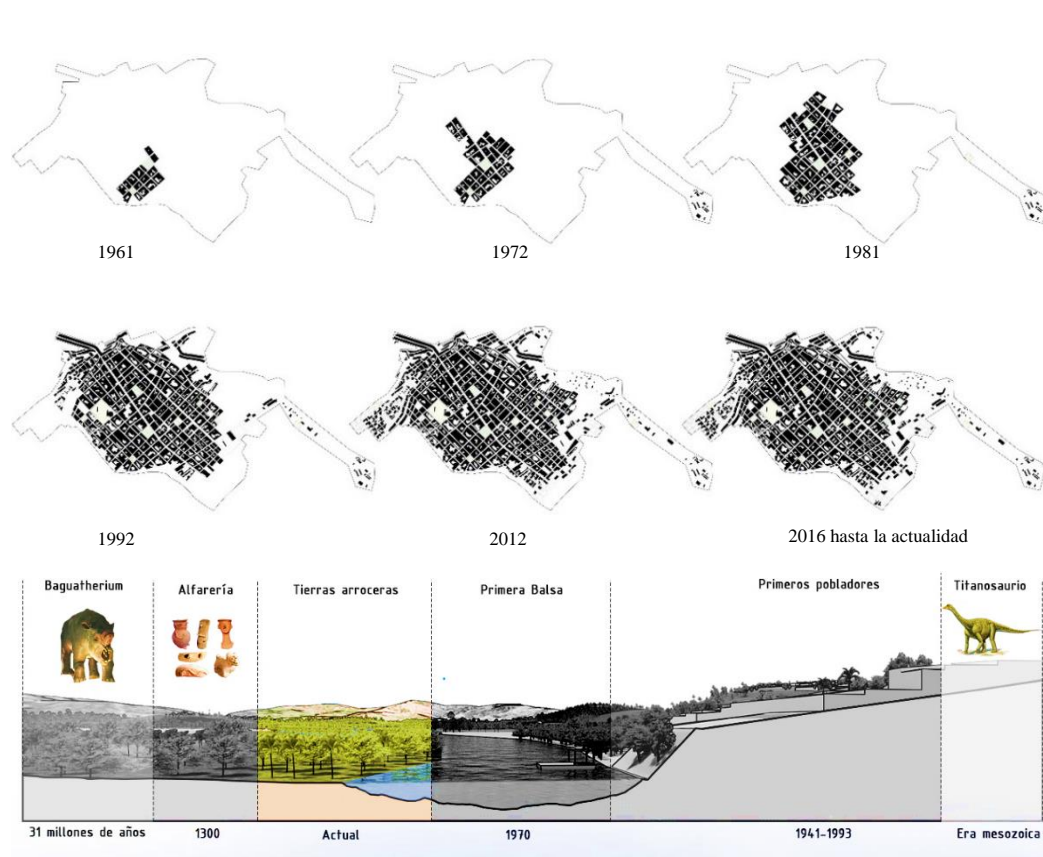 1961
1972
1981
1992
2012
2016 hasta la actualidad
Baguatherium
Alfarería
Tierras arroceras
Primera Balsa
Primeros pobladores
Titanosaurio
31 millones de años
1300
Actual
1970
1941-1993
Era mesozoica